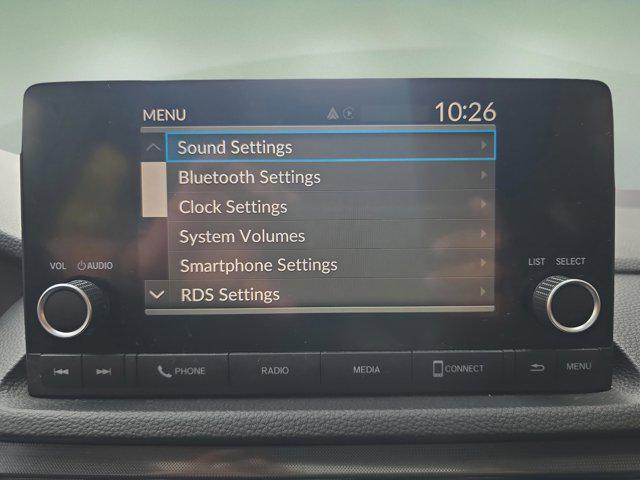 MENU 10:26
Sound Settings
Bluetooth Settings
Clock Settings
System Volumes
Smartphone Settings
RDS Settings
VOL AUDIO LIST SELECT
PHONE RADIO MEDIA CONNECT MENU